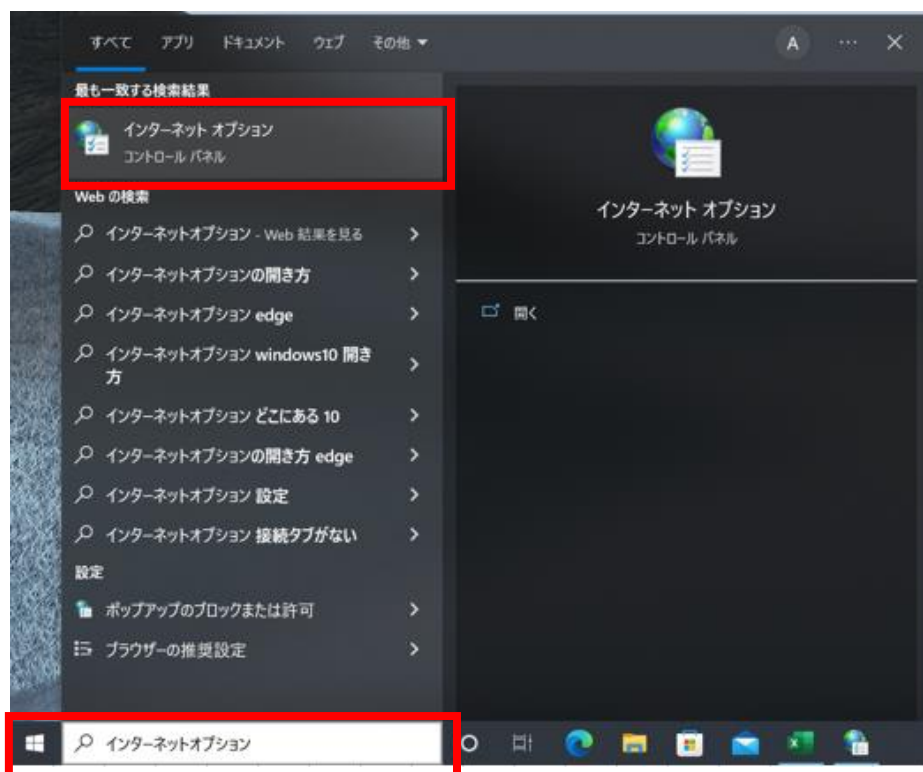 すべて アプリ ドキュメント ウェブ その他 A ···
最も一致する検索結果
インターネット オプション
コントロール パネル
Web の検索
インターネットオプション - Web 結果を見る
インターネットオプションの開き方
インターネットオプション edge
インターネットオプション windows10 開き
方
インターネットオプション どこにある 10
インターネットオプションの開き方 edge
インターネットオプション 設定
インターネットオプション 接続タブがない
設定
ポップアップのブロックまたは許可
ブラウザーの推奨設定
インターネット オプション
コントロール パネル
開く
インターネットオプション